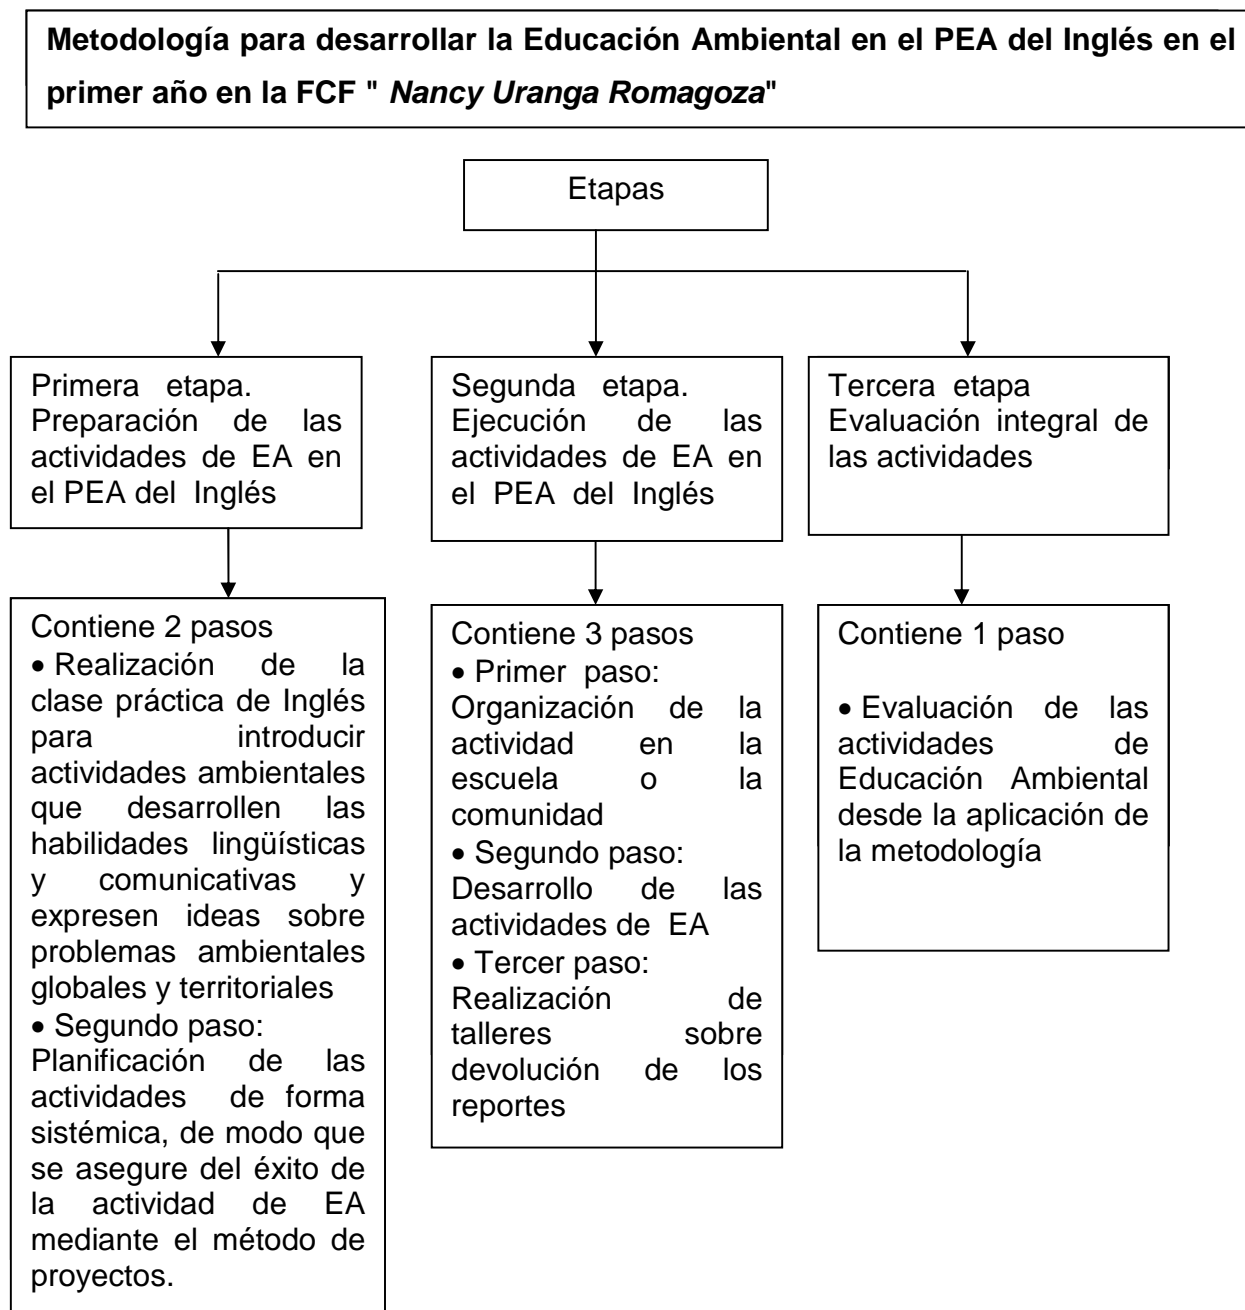 Metodología para desarrollar la Educación Ambiental en el PEA del Inglés en el
primer año en la FCF " Nancy Uranga Romagoza"
Etapas
Primera etapa.
Preparación de las
actividades de EA en
el PEA del Inglés
Segunda etapa.
Ejecución de las
actividades de EA en
el PEA del Inglés
Tercera etapa
Evaluación integral de
las actividades
Contiene 2 pasos
• Realización de la
clase práctica de Inglés
para introducir
actividades ambientales
que desarrollen las
habilidades lingüísticas
y comunicativas y
expresen ideas sobre
problemas ambientales
globales y territoriales
• Segundo paso:
Planificación de las
actividades de forma
sistémica, de modo que
se asegure del éxito de
la actividad de EA
mediante el método de
proyectos.
Contiene 3 pasos
• Primer paso:
Organización de la
actividad en la
escuela o la
comunidad
• Segundo paso:
Desarrollo de las
actividades de EA
• Tercer paso:
Realización de
talleres sobre
devolución de los
reportes
Contiene 1 paso
• Evaluación de las
actividades de
Educación Ambiental
desde la aplicación de
la metodología